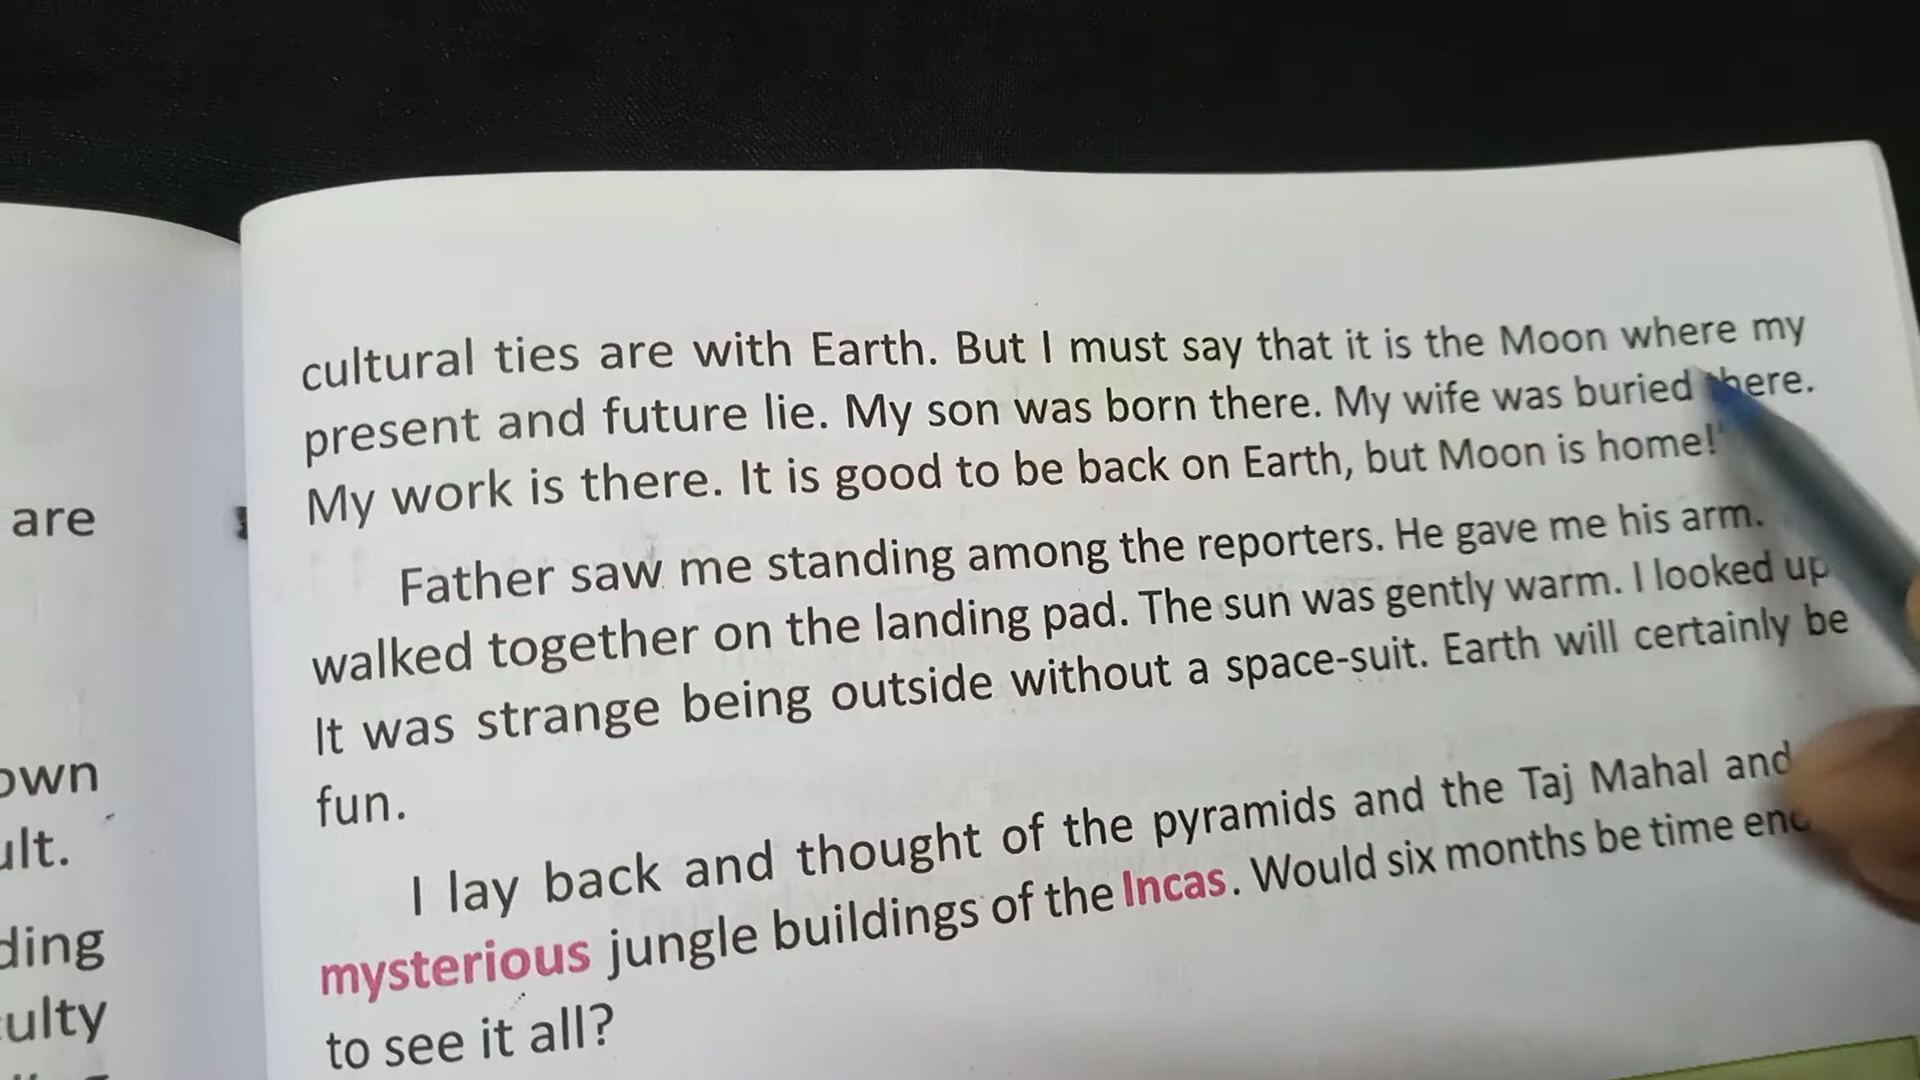 are
own
ult.
ding
culty
cultural ties are with Earth. But I must say that it is the Moon where my
present and future lie. My son was born there. My wife was buried there.
My work is there. It is good to be back on Earth, but Moon is home!'
Father saw me standing among the reporters. He gave me his arm.
walked together on the landing pad. The sun was gently warm. I looked up
It was strange being outside without a space-suit. Earth will certainly be
fun.
I lay back and thought of the pyramids and the Taj Mahal and
mysterious jungle buildings of the Incas. Would six months be time
to see it all?